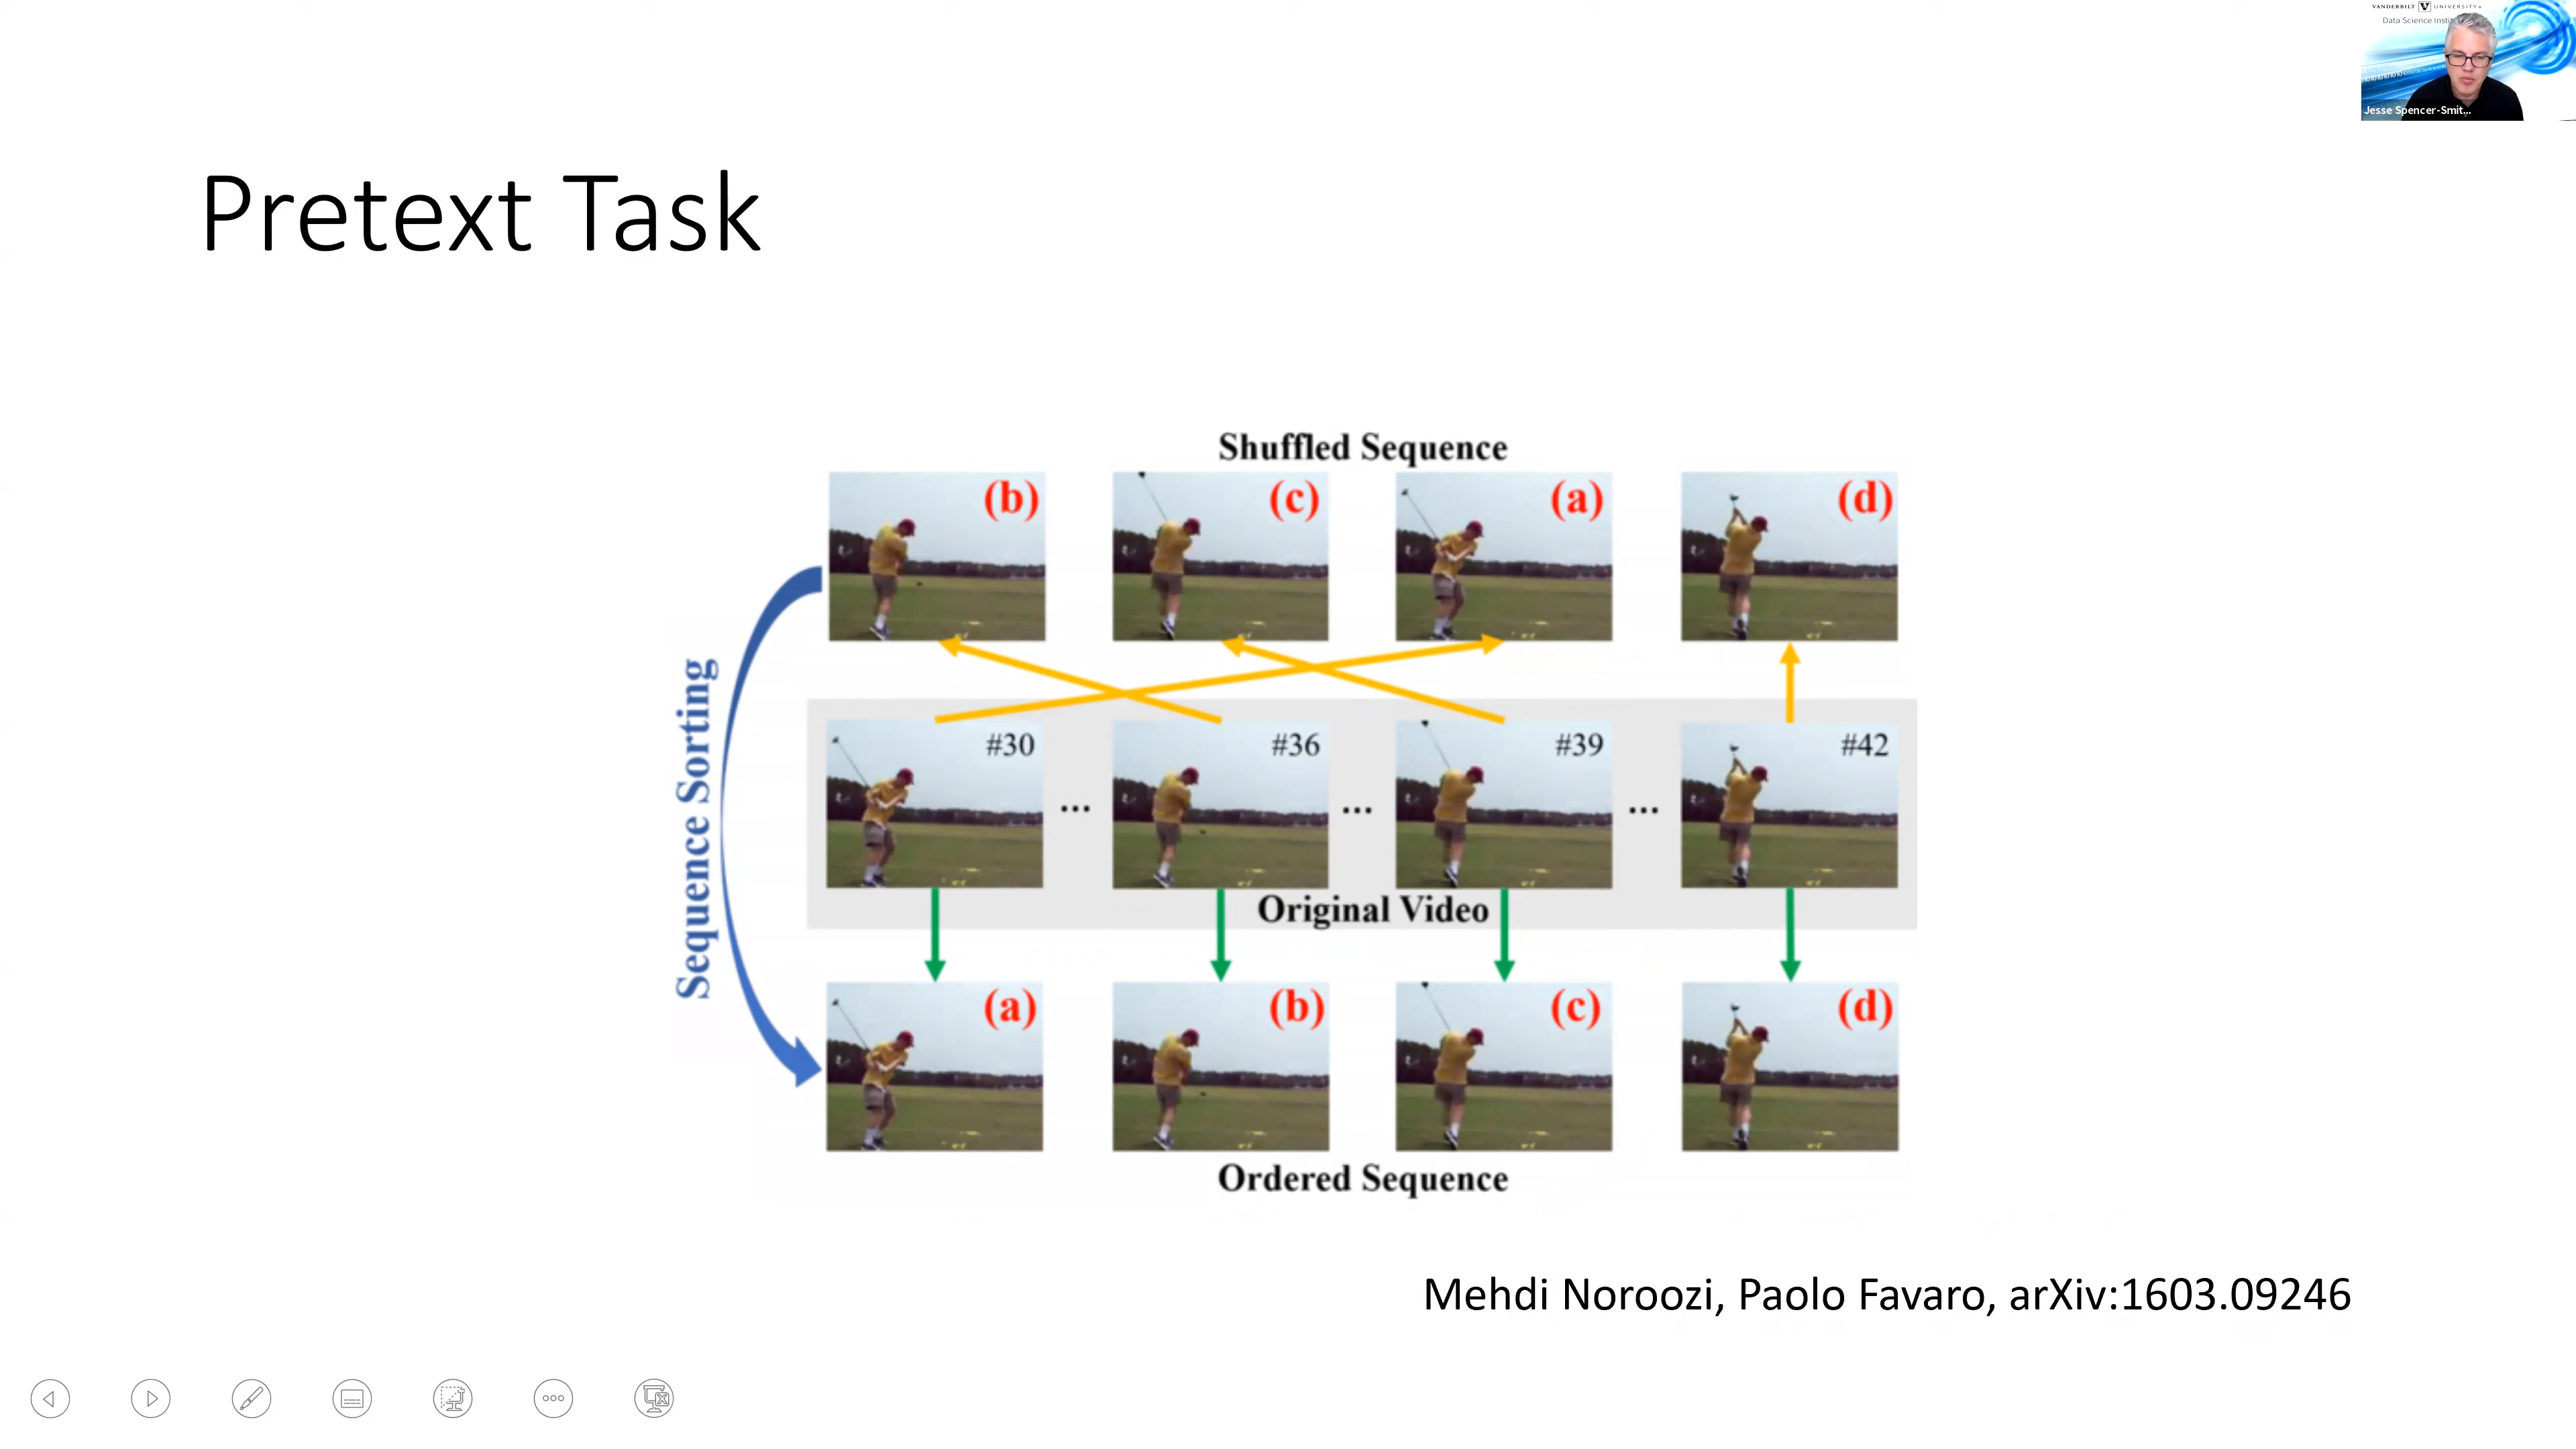 VANDERBILT V UNIVERSITY
Data Science Insti
Jesse Spencer-Smit...
Pretext Task
Shuffled Sequence
(b) (c) (a) (d)
Sequence Sorting
#30 #36 #39 #42
... ... ...
Original Video
(a) (b) (c) (d)
Ordered Sequence
Mehdi Noroozi, Paolo Favaro, arXiv:1603.09246